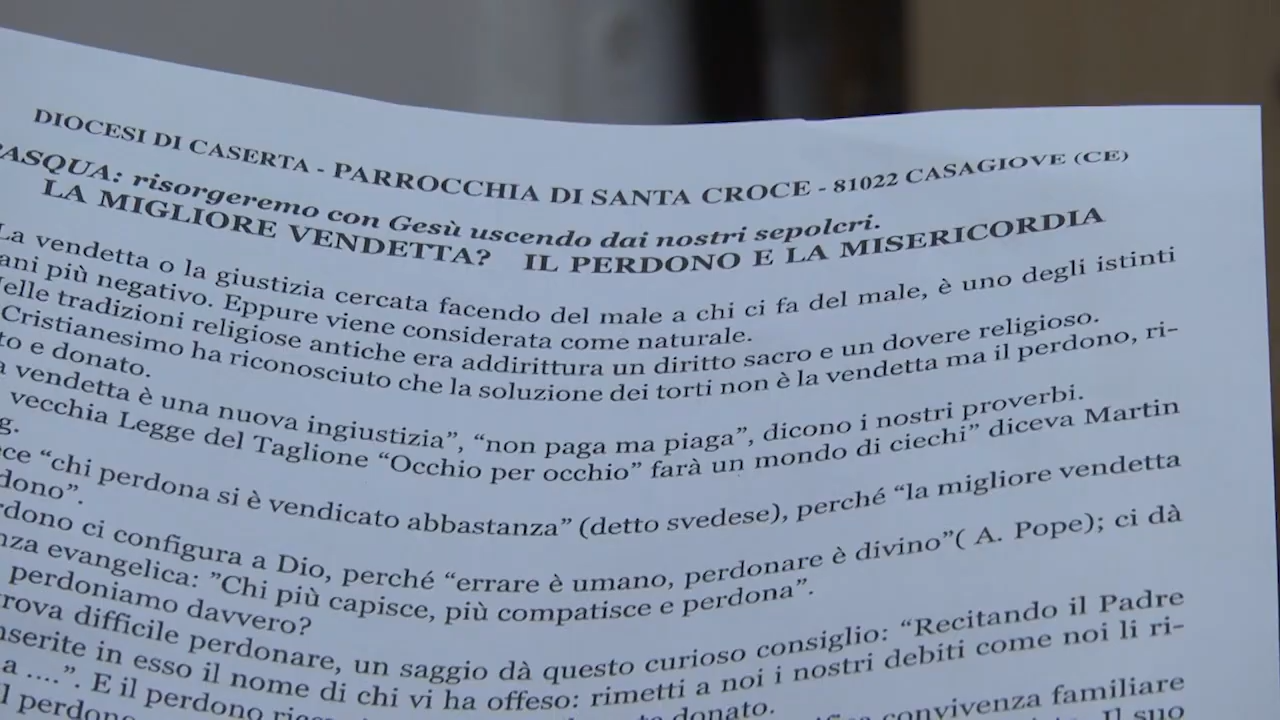 DIOCESI DI CASERTA - PARROCCHIA DI SANTA CROCE - 81022 CASAGIOVE (CE)
PASQUA: risorgeremo con Gesù uscendo dai nostri sepolcri.
LA MIGLIORE VENDETTA? IL PERDONO E LA MISERICORDIA
La vendetta o la giustizia cercata facendo del male a chi ci fa del male, è uno degli istinti
ani più negativo. Eppure viene considerata come naturale.
Nelle tradizioni religiose antiche era addirittura un diritto sacro e un dovere religioso.
Cristianesimo ha riconosciuto che la soluzione dei torti non è la vendetta ma il perdono, ri-
to e donato.
a vendetta è una nuova ingiustizia”, “non paga ma piaga”, dicono i nostri proverbi.
vecchia Legge del Taglione “Occhio per occhio” farà un mondo di ciechi” diceva Martin
g.
ce “chi perdona si è vendicato abbastanza” (detto svedese), perché “la migliore vendetta
dono”.
rdono ci configura a Dio, perché “errare è umano, perdonare è divino”( A. Pope); ci dà
nza evangelica: ”Chi più capisce, più compatisce e perdona”.
perdoniamo davvero?
rova difficile perdonare, un saggio dà questo curioso consiglio: “Recitando il Padre
nserite in esso il nome di chi vi ha offeso: rimetti a noi i nostri debiti come noi li ri-
a ....”. E il perdono donato.
l perdono convivenza familiare
Il suo